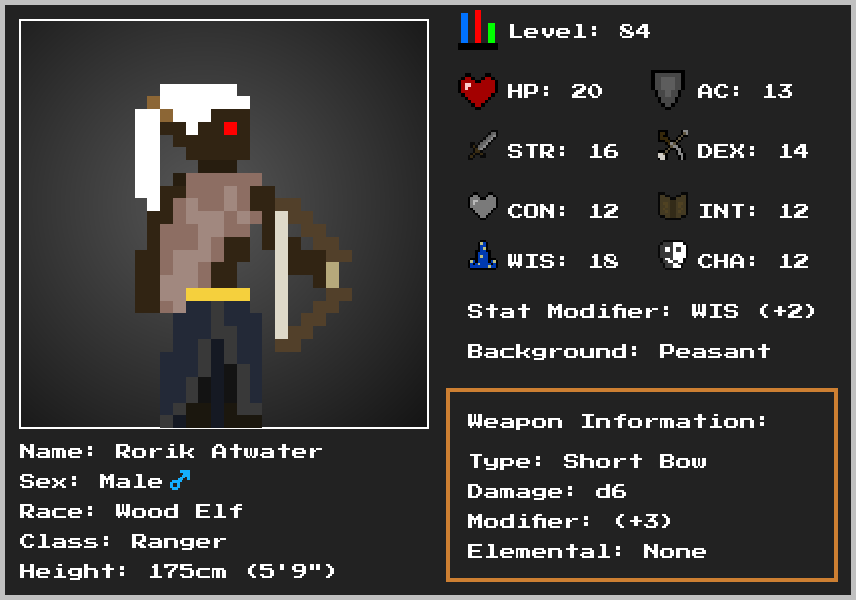 Level: 84
HP: 20
AC: 13
STR: 16
DEX: 14
CON: 12
INT: 12
WIS: 18
CHA: 12
Stat Modifier: WIS (+2)
Background: Peasant
Weapon Information:
Type: Short Bow
Damage: d6
Modifier: (+3)
Elemental: None
Name: Rorik Atwater
Sex: Male ♂
Race: Wood Elf
Class: Ranger
Height: 175cm (5'9")